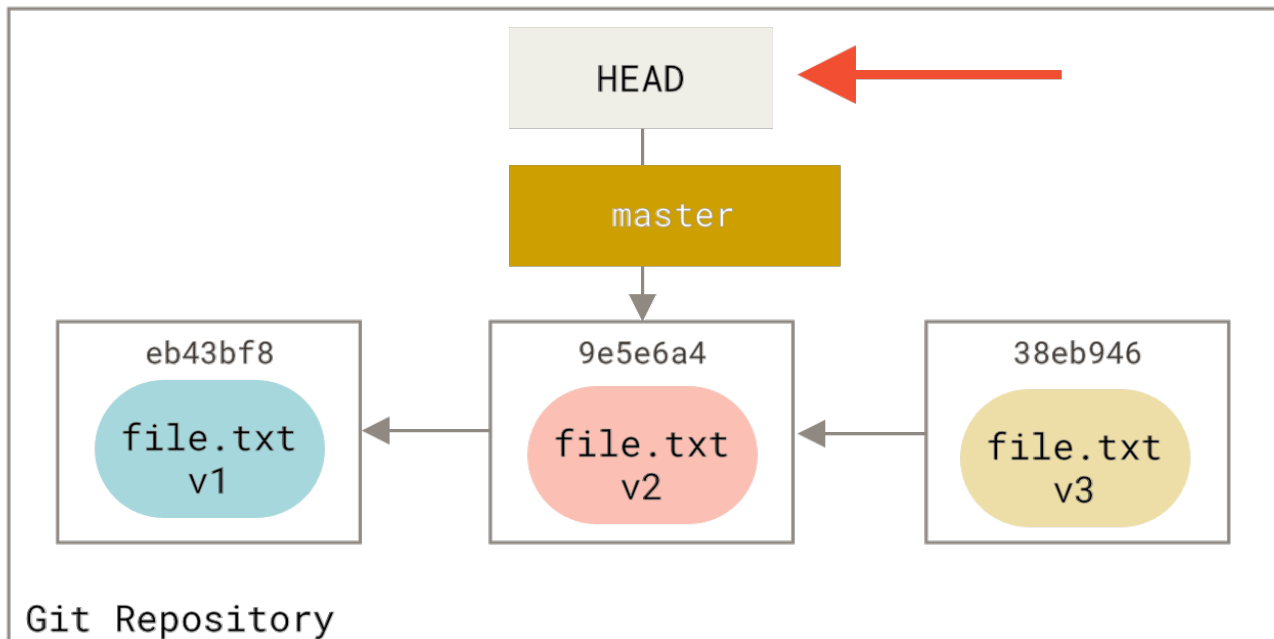 HEAD
master
eb43bf8
9e5e6a4
38eb946
file.txt
v1
file.txt
v2
file.txt
v3
Git Repository